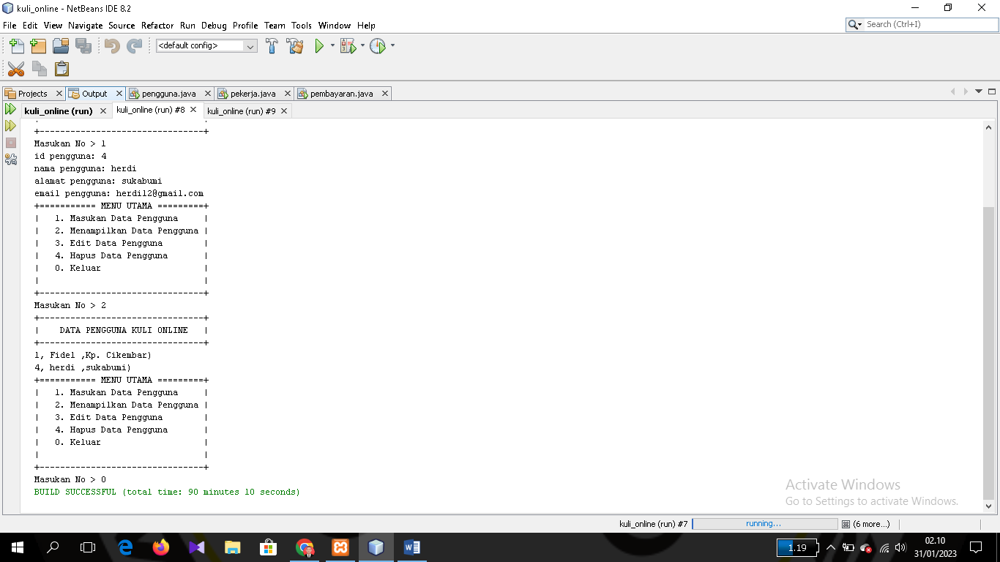 kuli_online - NetBeans IDE 8.2
File Edit View Navigate Source Refactor Run Debug Profile Team Tools Window Help
Search (Ctrl+I)
<default config>
Projects Output pengguna.java pekerja.java pembayaran.java
kuli_online (run) kuli_online (run) #8 kuli_online (run) #9
+--------------------------------+
Masukan No > 1
id pengguna: 4
nama pengguna: herdi
alamat pengguna: sukabumi
email pengguna: herdi12@gmail.com
+=========== MENU UTAMA =========+
|   1. Masukan Data Pengguna     |
|   2. Menampilkan Data Pengguna |
|   3. Edit Data Pengguna        |
|   4. Hapus Data Pengguna       |
|   0. Keluar                    |
|                                |
+--------------------------------+
Masukan No > 2
+--------------------------------+
|    DATA PENGGUNA KULI ONLINE   |
+--------------------------------+
1, Fidel ,Kp. Cikembar)
4, herdi ,sukabumi)
+=========== MENU UTAMA =========+
|   1. Masukan Data Pengguna     |
|   2. Menampilkan Data Pengguna |
|   3. Edit Data Pengguna        |
|   4. Hapus Data Pengguna       |
|   0. Keluar                    |
|                                |
+--------------------------------+
Masukan No > 0
BUILD SUCCESSFUL (total time: 90 minutes 10 seconds)
Activate Windows
Go to Settings to activate Windows.
kuli_online (run) #7 running... (6 more...)
1.19
02.10
31/01/2023